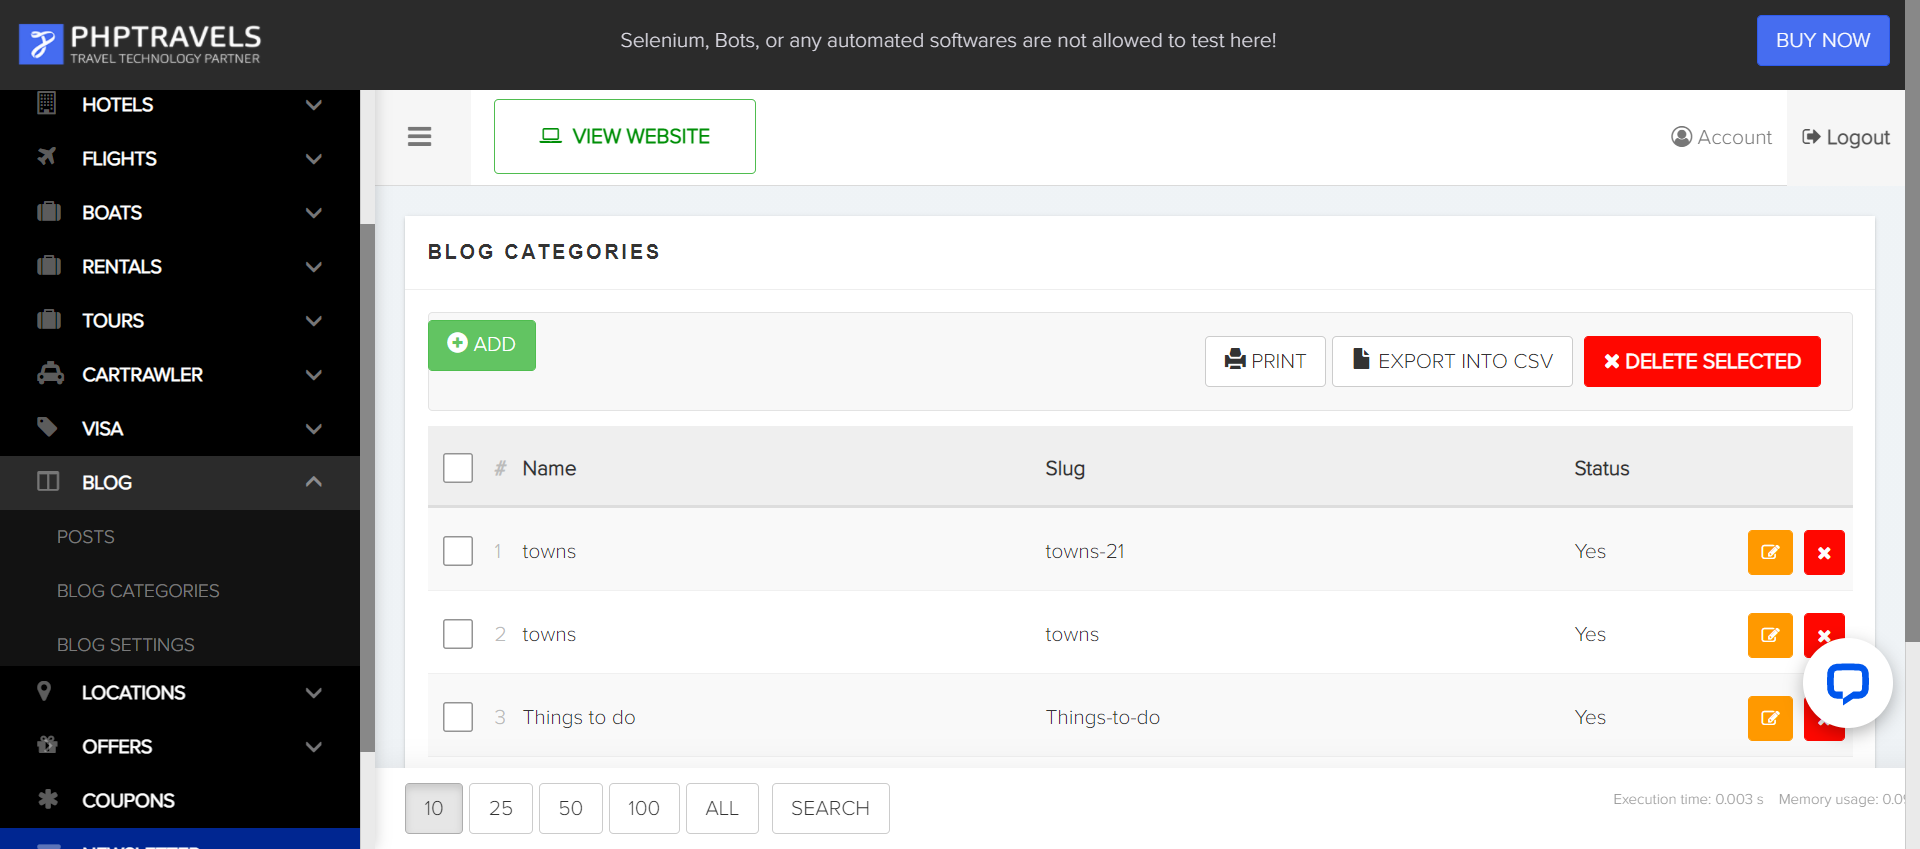 PHPTRAVELS
TRAVEL TECHNOLOGY PARTNER
Selenium, Bots, or any automated softwares are not allowed to test here!
BUY NOW
HOTELS
FLIGHTS
BOATS
RENTALS
TOURS
CARTRAWLER
VISA
BLOG
POSTS
BLOG CATEGORIES
BLOG SETTINGS
LOCATIONS
OFFERS
COUPONS
VIEW WEBSITE
Account
Logout
BLOG CATEGORIES
ADD
PRINT
EXPORT INTO CSV
DELETE SELECTED
# Name Slug Status
1 towns towns-21 Yes
2 towns towns Yes
3 Things to do Things-to-do Yes
10 25 50 100 ALL SEARCH
Execution time: 0.003 s Memory usage: